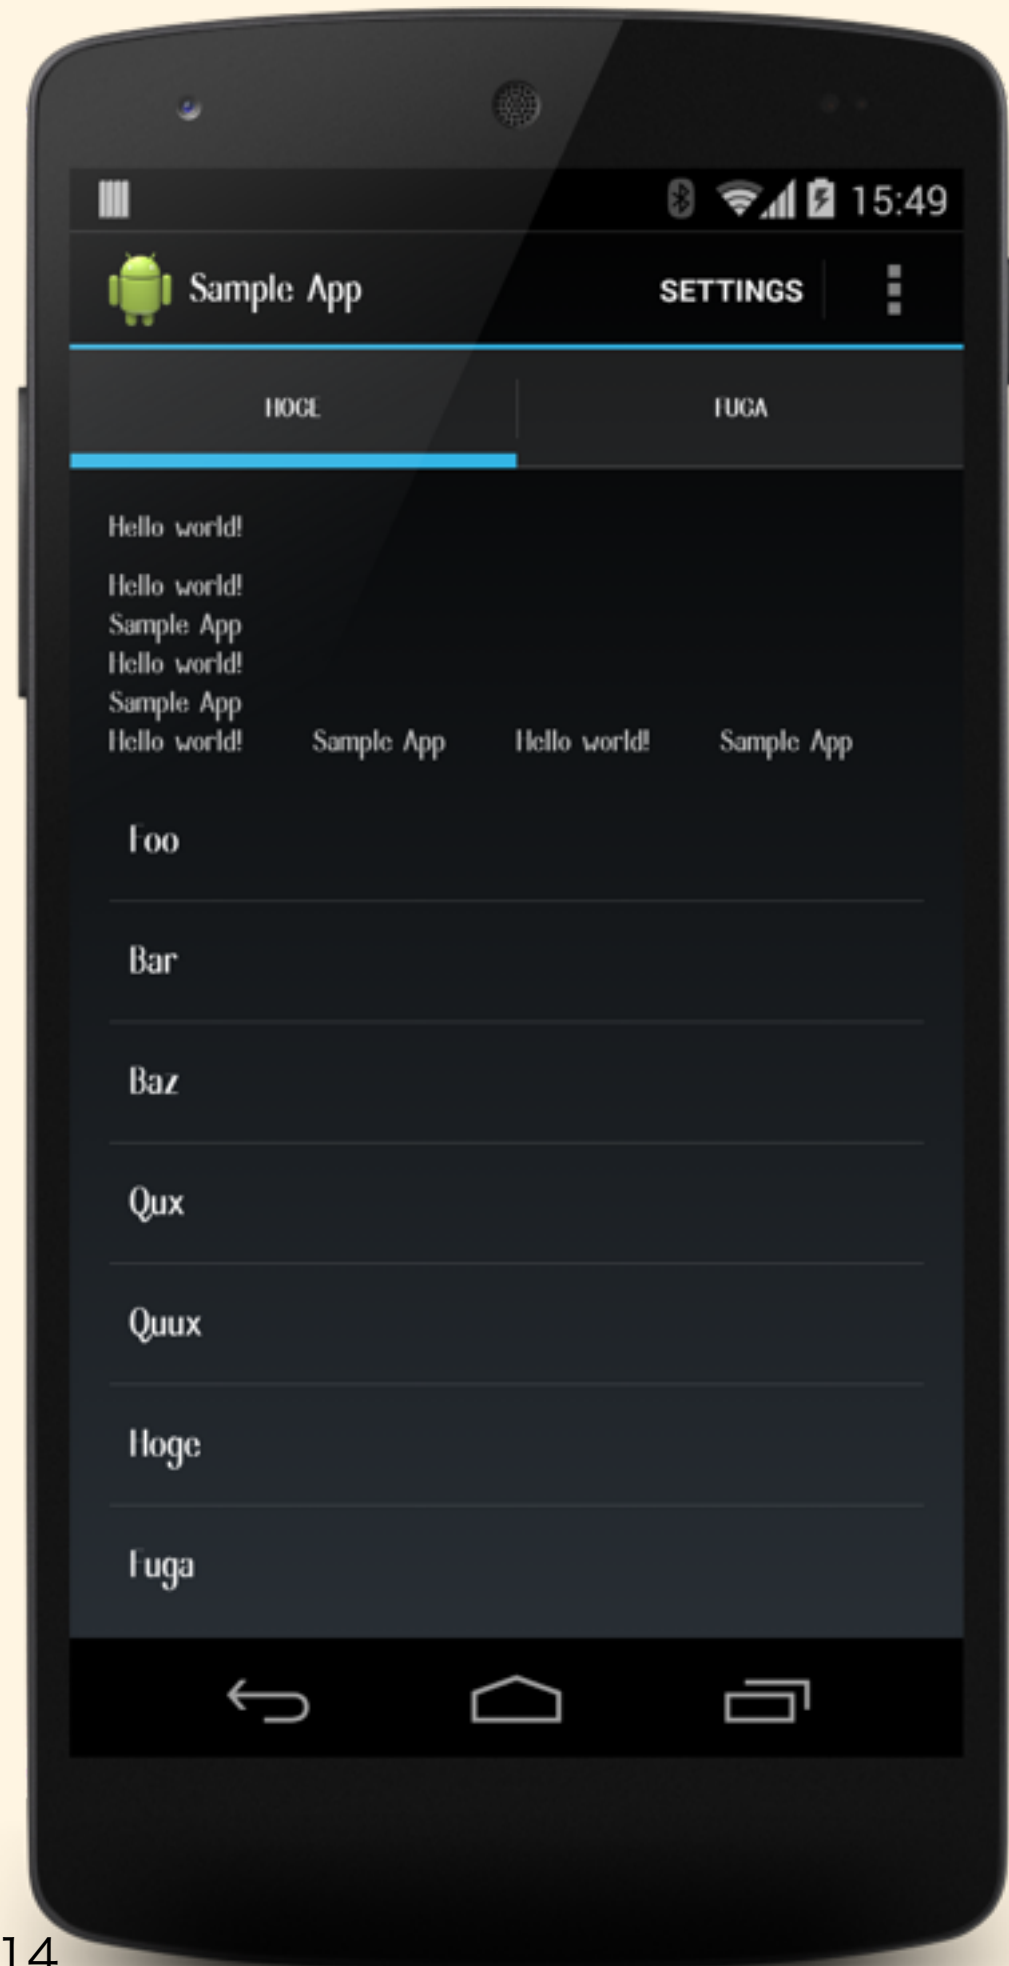 15:49
Sample App SETTINGS
HOGE FUGA
Hello world!
Hello world!
Sample App
Hello world!
Sample App
Hello world! Sample App Hello world! Sample App
Foo
Bar
Baz
Qux
Quux
Hoge
Fuga
14